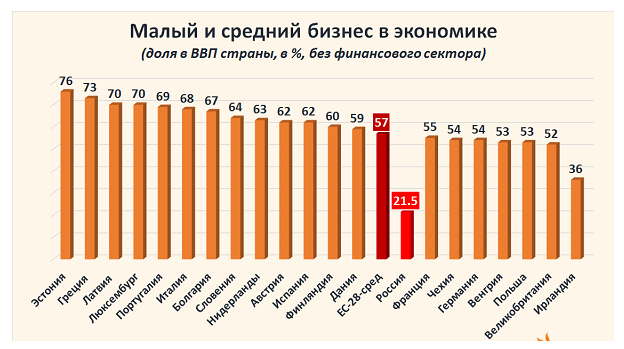 Малый и средний бизнес в экономике
(доля в ВВП страны, в %, без финансового сектора)
76 73 70 70 69 68 67 64 63 62 62 60 59 57 21.5 55 54 54 53 53 52 36
Эстония
Греция
Латвия
Люксембург
Португалия
Италия
Болгария
Словения
Нидерланды
Австрия
Испания
Финляндия
Дания
ЕС-28-сред
Россия
Франция
Чехия
Германия
Венгрия
Польша
Великобритания
Ирландия